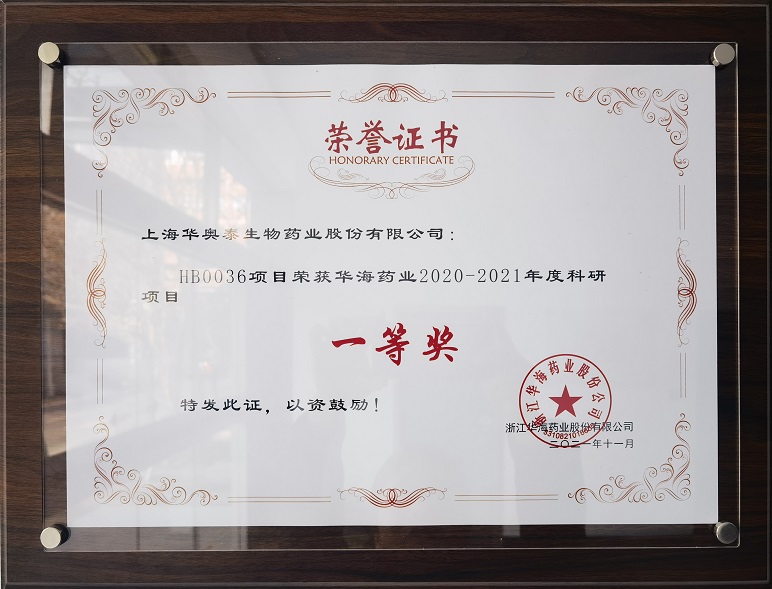 荣誉证书
HONORARY CERTIFICATE
上海华奥泰生物药业股份有限公司：
HB0036项目荣获华海药业2020-2021年度科研
项目
一等奖
特发此证，以资鼓励！
浙江华海药业股份有限公司
浙江华海药业股份公司
二〇二一年十一月